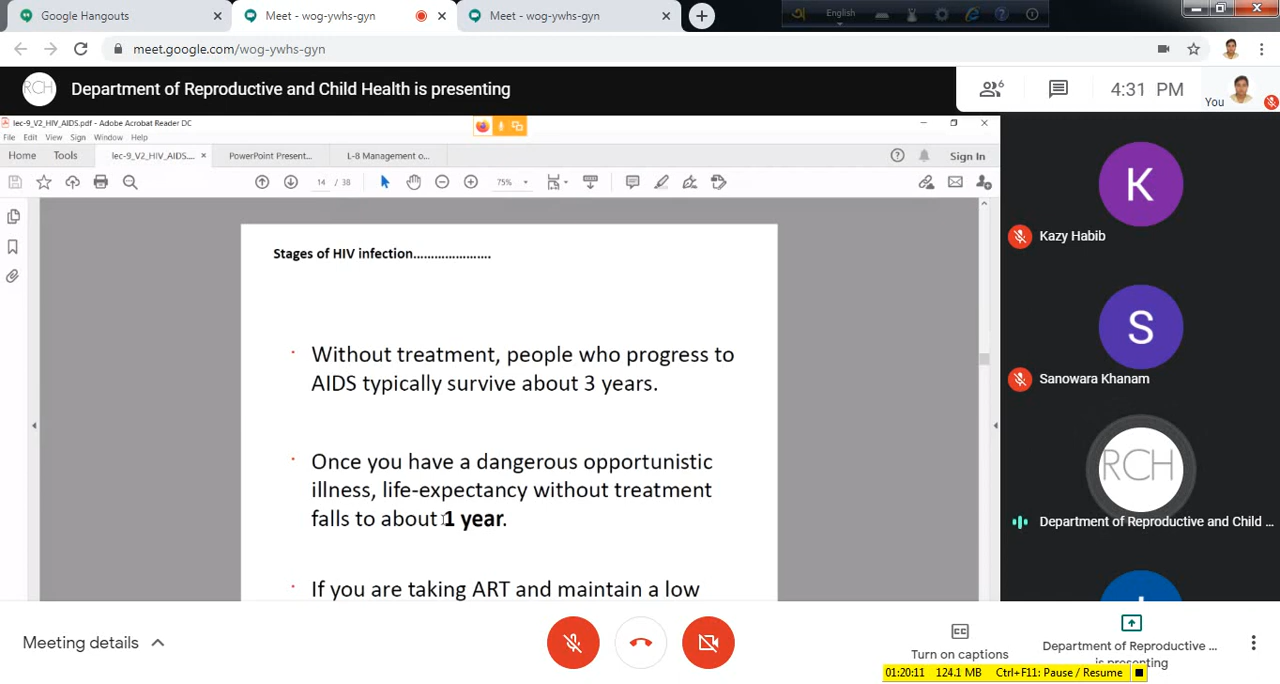 Google Hangouts
Meet - wog-ywhs-gyn
Meet - wog-ywhs-gyn
English
meet.google.com/wog-ywhs-gyn
RCH
Department of Reproductive and Child Health is presenting
6
4:31 PM
You
lec-9_V2_HIV_AIDS.pdf - Adobe Acrobat Reader DC
File Edit View Sign Window Help
Home Tools lec-9_V2_HIV_AIDS.... PowerPoint Present... L-8 Management o... Sign In
14 / 38 75%
Stages of HIV infection.....................
Without treatment, people who progress to
AIDS typically survive about 3 years.
Once you have a dangerous opportunistic
illness, life-expectancy without treatment
falls to about 1 year.
If you are taking ART and maintain a low
K
Kazy Habib
S
Sanowara Khanam
RCH
Department of Reproductive and Child ...
Meeting details
Turn on captions
Department of Reproductive ...
is presenting
01:20:11 124.1 MB Ctrl+F11: Pause / Resume